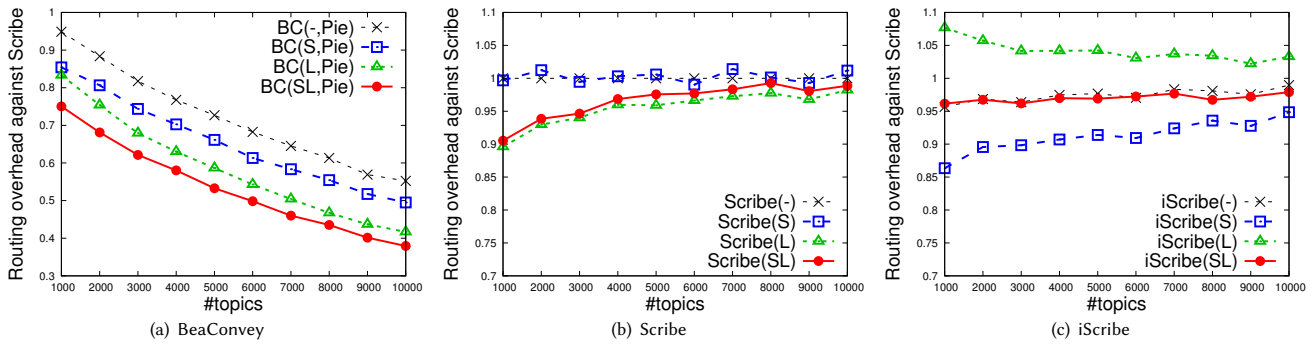 Routing overhead against Scribe
1
0.9
0.8
0.7
0.6
0.5
0.4
0.3
1000 2000 3000 4000 5000 6000 7000 8000 9000 10000
#topics
BC(-,Pie)
BC(S,Pie)
BC(L,Pie)
BC(SL,Pie)
(a) BeaConvey
Routing overhead against Scribe
1.1
1.05
1
0.95
0.9
0.85
0.8
0.75
0.7
1000 2000 3000 4000 5000 6000 7000 8000 9000 10000
#topics
Scribe(-)
Scribe(S)
Scribe(L)
Scribe(SL)
(b) Scribe
Routing overhead against Scribe
1.1
1.05
1
0.95
0.9
0.85
0.8
0.75
0.7
1000 2000 3000 4000 5000 6000 7000 8000 9000 10000
#topics
iScribe(-)
iScribe(S)
iScribe(L)
iScribe(SL)
(c) iScribe